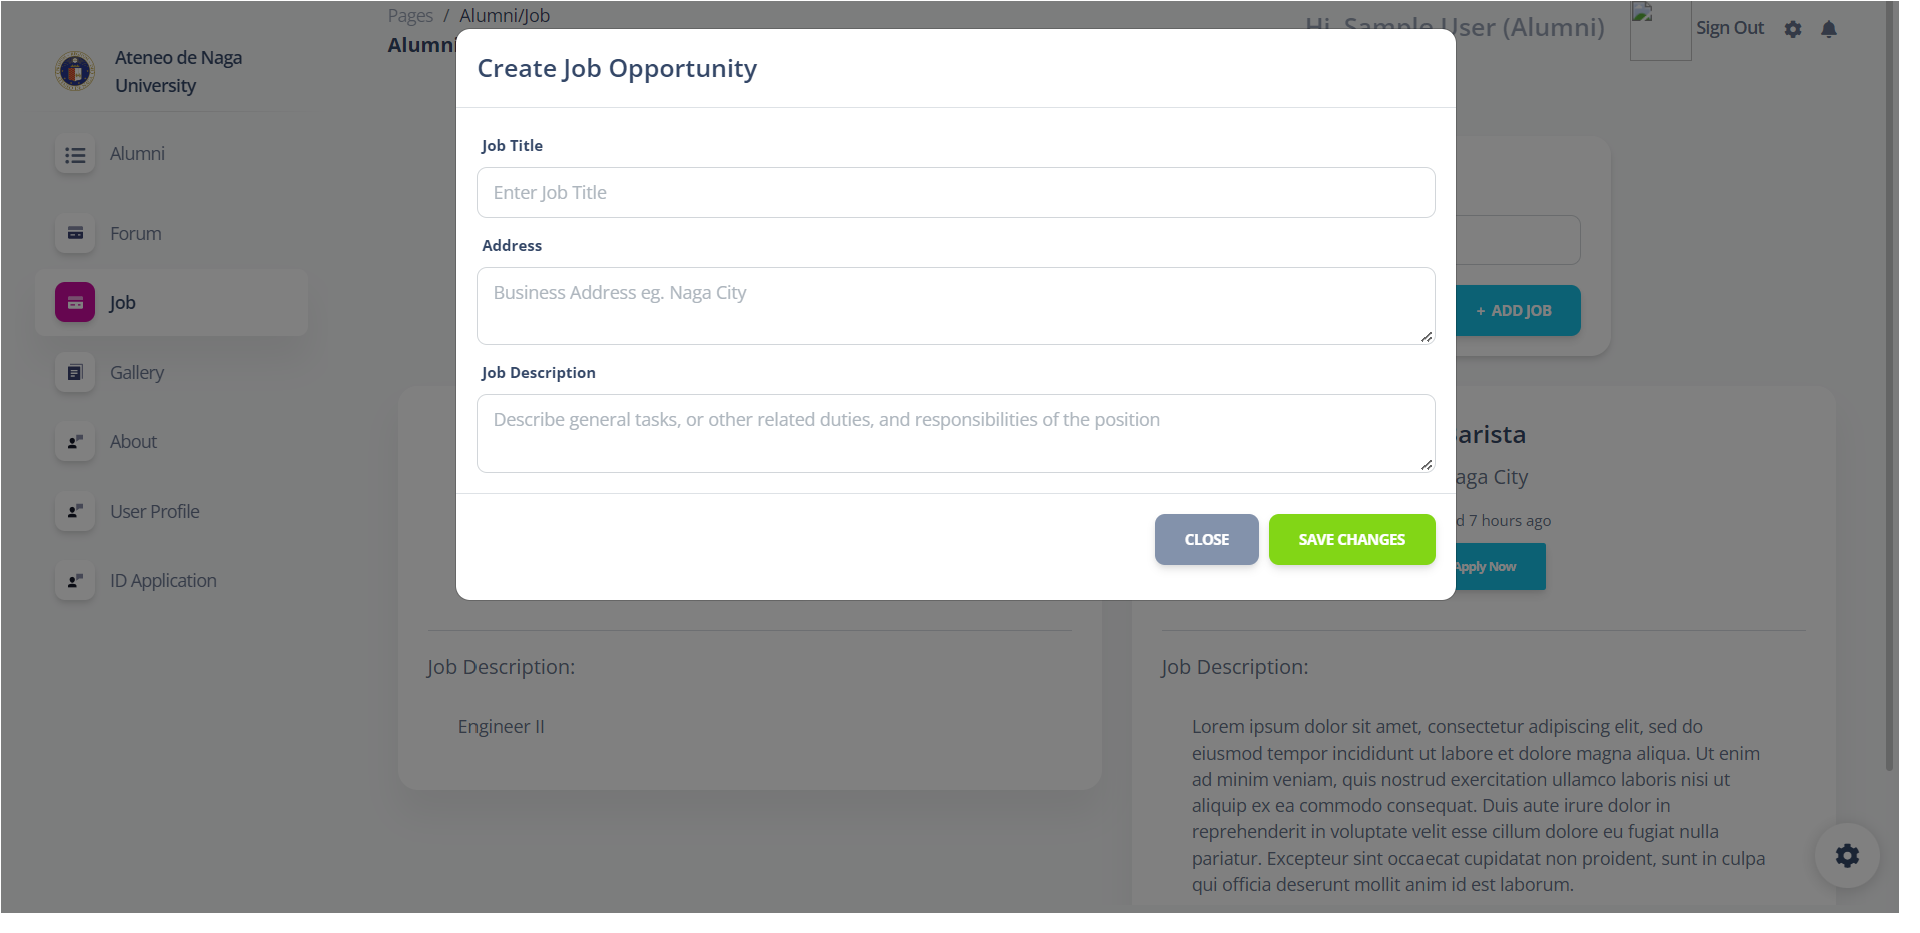 Pages / Alumni/Job
Hi, Sample User (Alumni)
Sign Out
Ateneo de Naga
University
Alumni
Forum
Job
Gallery
About
User Profile
ID Application
Create Job Opportunity
Job Title
Enter Job Title
Address
Business Address eg. Naga City
Job Description
Describe general tasks, or other related duties, and responsibilities of the position
CLOSE
SAVE CHANGES
+ ADD JOB
7 hours ago
Apply Now
Job Description:
Engineer II
Job Description:
Lorem ipsum dolor sit amet, consectetur adipiscing elit, sed do
eiusmod tempor incididunt ut labore et dolore magna aliqua. Ut enim
ad minim veniam, quis nostrud exercitation ullamco laboris nisi ut
aliquip ex ea commodo consequat. Duis aute irure dolor in
reprehenderit in voluptate velit esse cillum dolore eu fugiat nulla
pariatur. Excepteur sint occaecat cupidatat non proident, sunt in culpa
qui officia deserunt mollit anim id est laborum.